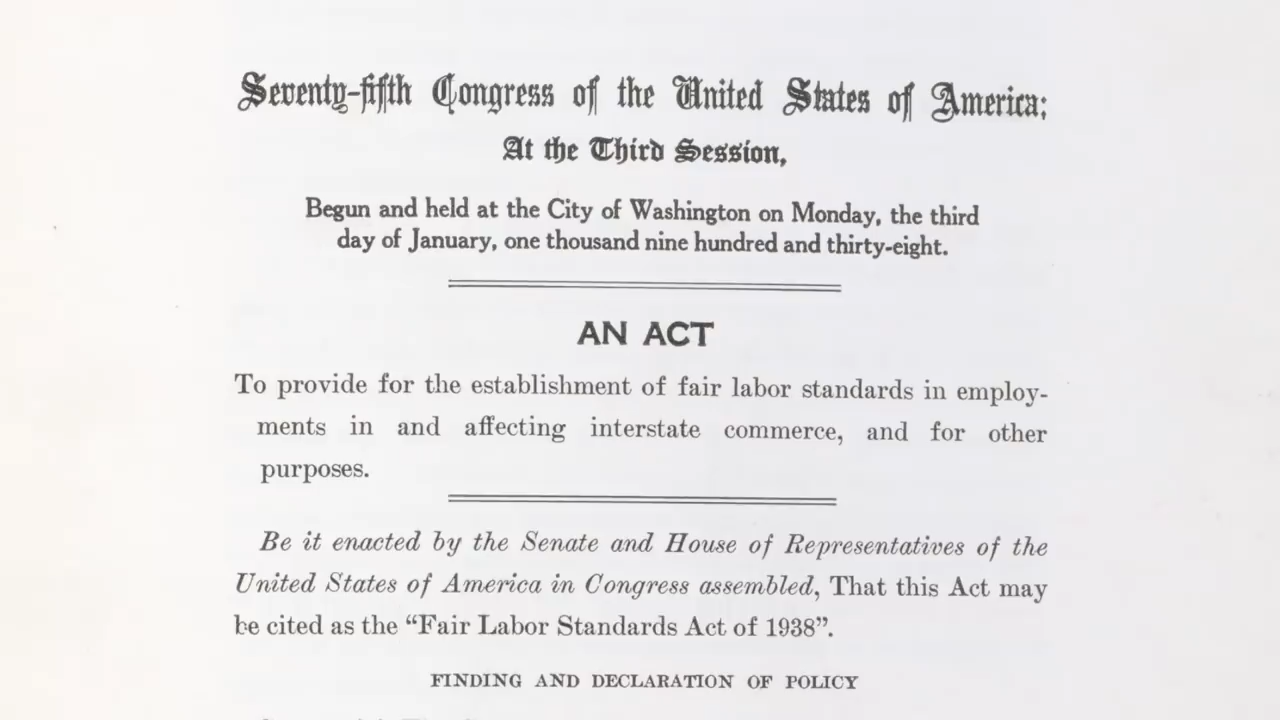 Seventy-fifth Congress of the United States of America;
At the Third Session,
Begun and held at the City of Washington on Monday, the third
day of January, one thousand nine hundred and thirty-eight.
AN ACT
To provide for the establishment of fair labor standards in employ-
ments in and affecting interstate commerce, and for other
purposes.
Be it enacted by the Senate and House of Representatives of the
United States of America in Congress assembled, That this Act may
be cited as the “Fair Labor Standards Act of 1938”.
FINDING AND DECLARATION OF POLICY